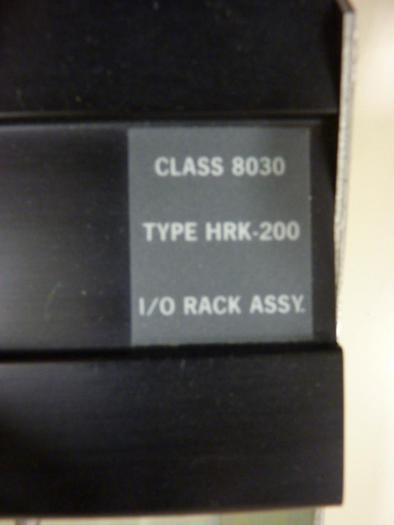 CLASS 8030
TYPE HRK-200
I/O RACK ASSY.